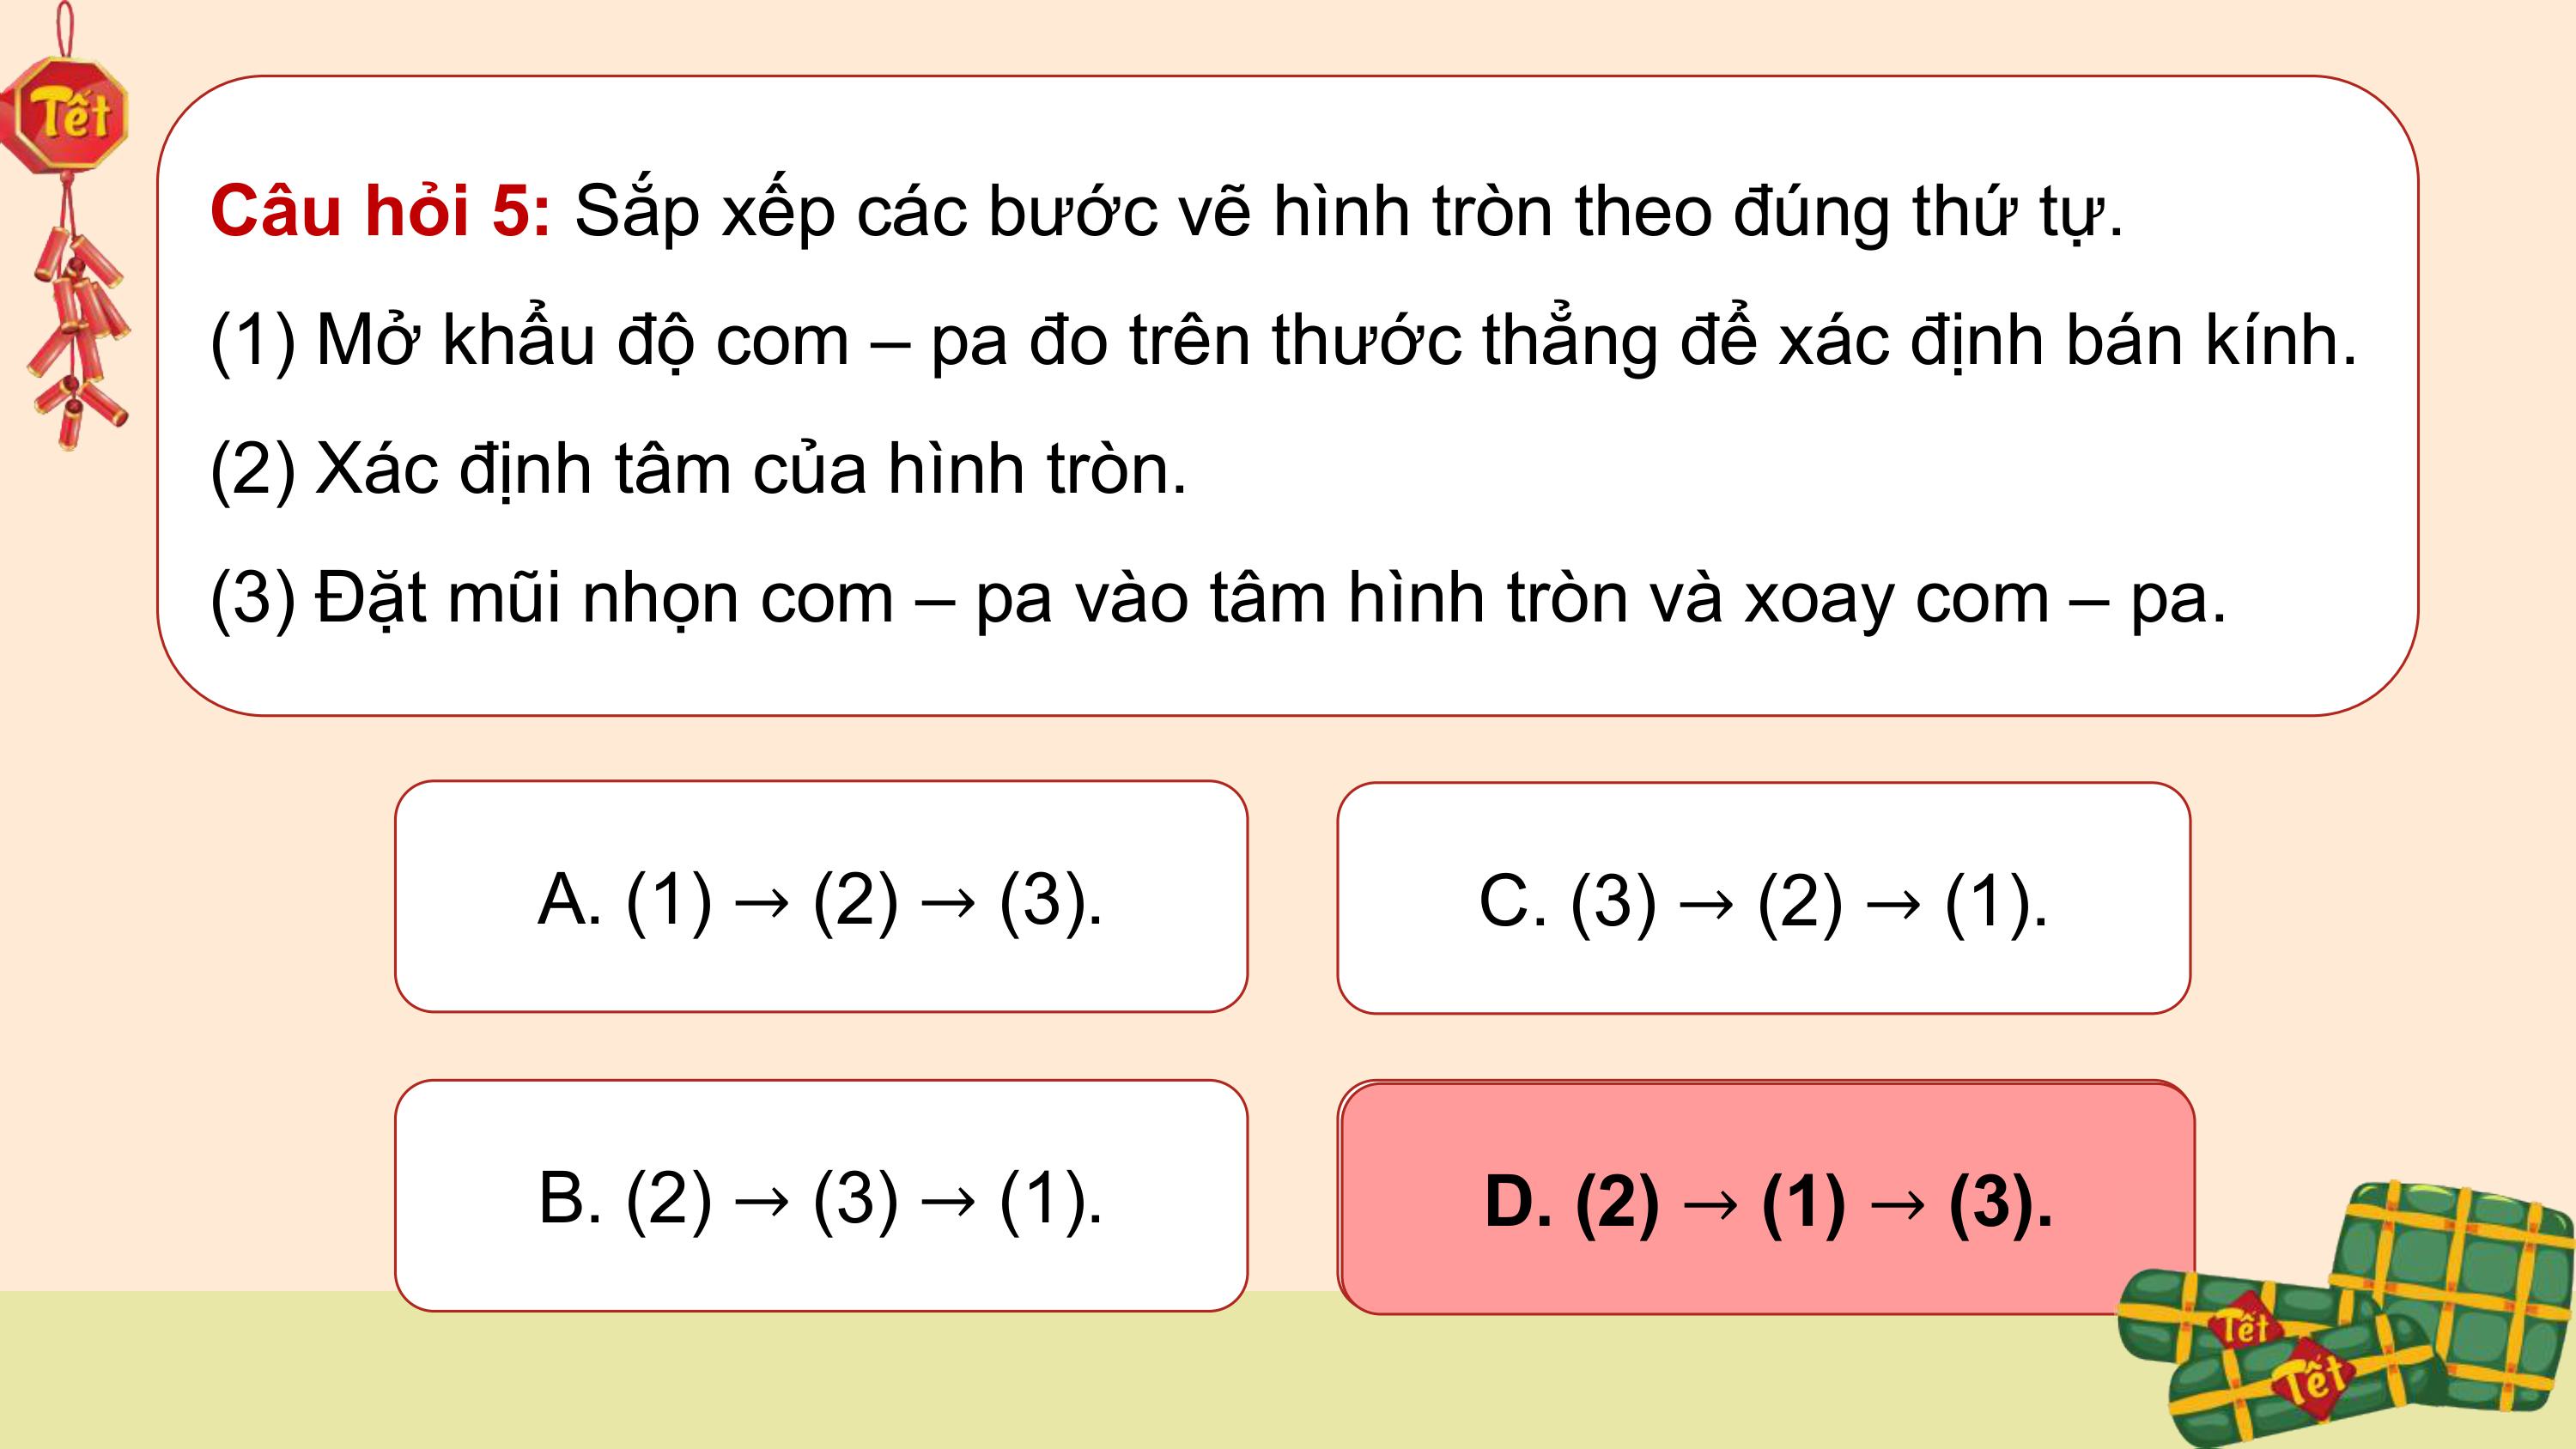 Tết
Câu hỏi 5: Sắp xếp các bước vẽ hình tròn theo đúng thứ tự.
(1) Mở khẩu độ com – pa đo trên thước thẳng để xác định bán kính.
(2) Xác định tâm của hình tròn.
(3) Đặt mũi nhọn com – pa vào tâm hình tròn và xoay com – pa.
A. (1) → (2) → (3).
C. (3) → (2) → (1).
B. (2) → (3) → (1).
D. (2) → (1) → (3).
Tết
Tết